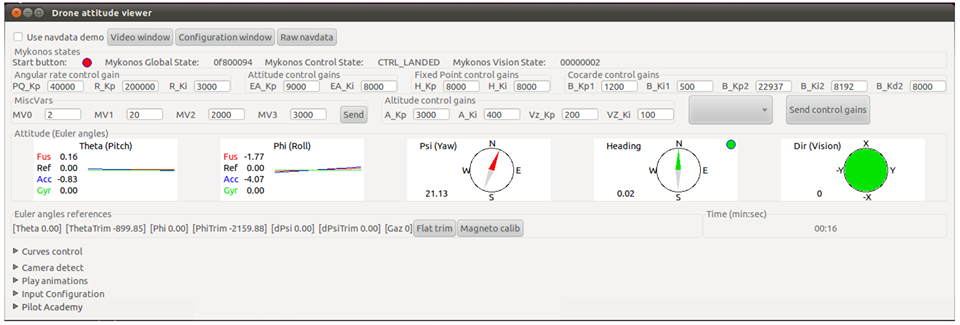 Drone attitude viewer
Use navdata demo Video window Configuration window Raw navdata
Mykonos states
Start button: Mykonos Global State: 0f800094 Mykonos Control State: CTRL_LANDED Mykonos Vision State: 00000002
Angular rate control gain Attitude control gains Fixed Point control gains Cocarde control gains
PQ_Kp 40000 R_Kp 200000 R_Ki 3000 EA_Kp 9000 EA_Ki 8000 H_Kp 8000 H_Ki 8000 B_Kp1 1200 B_Ki1 500 B_Kp2 22937 B_Ki2 8192 B_Kd2 8000
MiscVars Altitude control gains
MV0 2 MV1 20 MV2 2000 MV3 3000 Send A_Kp 3000 A_Ki 400 Vz_Kp 200 VZ_Ki 100 Send control gains
Attitude (Euler angles)
Theta (Pitch) Phi (Roll) Psi (Yaw) N Heading N Dir (Vision) X
Fus 0.16 Fus -1.77
Ref 0.00 Ref 0.00
W E W E -Y Y
Acc -0.83 Acc -4.07
Gyr 0.00 Gyr 0.00 21.13 S 0.02 S 0 -X
Euler angles references Time (min:sec)
[Theta 0.00] [ThetaTrim -899.85] [Phi 0.00] [PhiTrim -2159.88] [dPsi 0.00] [dPsiTrim 0.00] [Gaz 0] Flat trim Magneto calib 00:16
Curves control
Camera detect
Play animations
Input Configuration
Pilot Academy